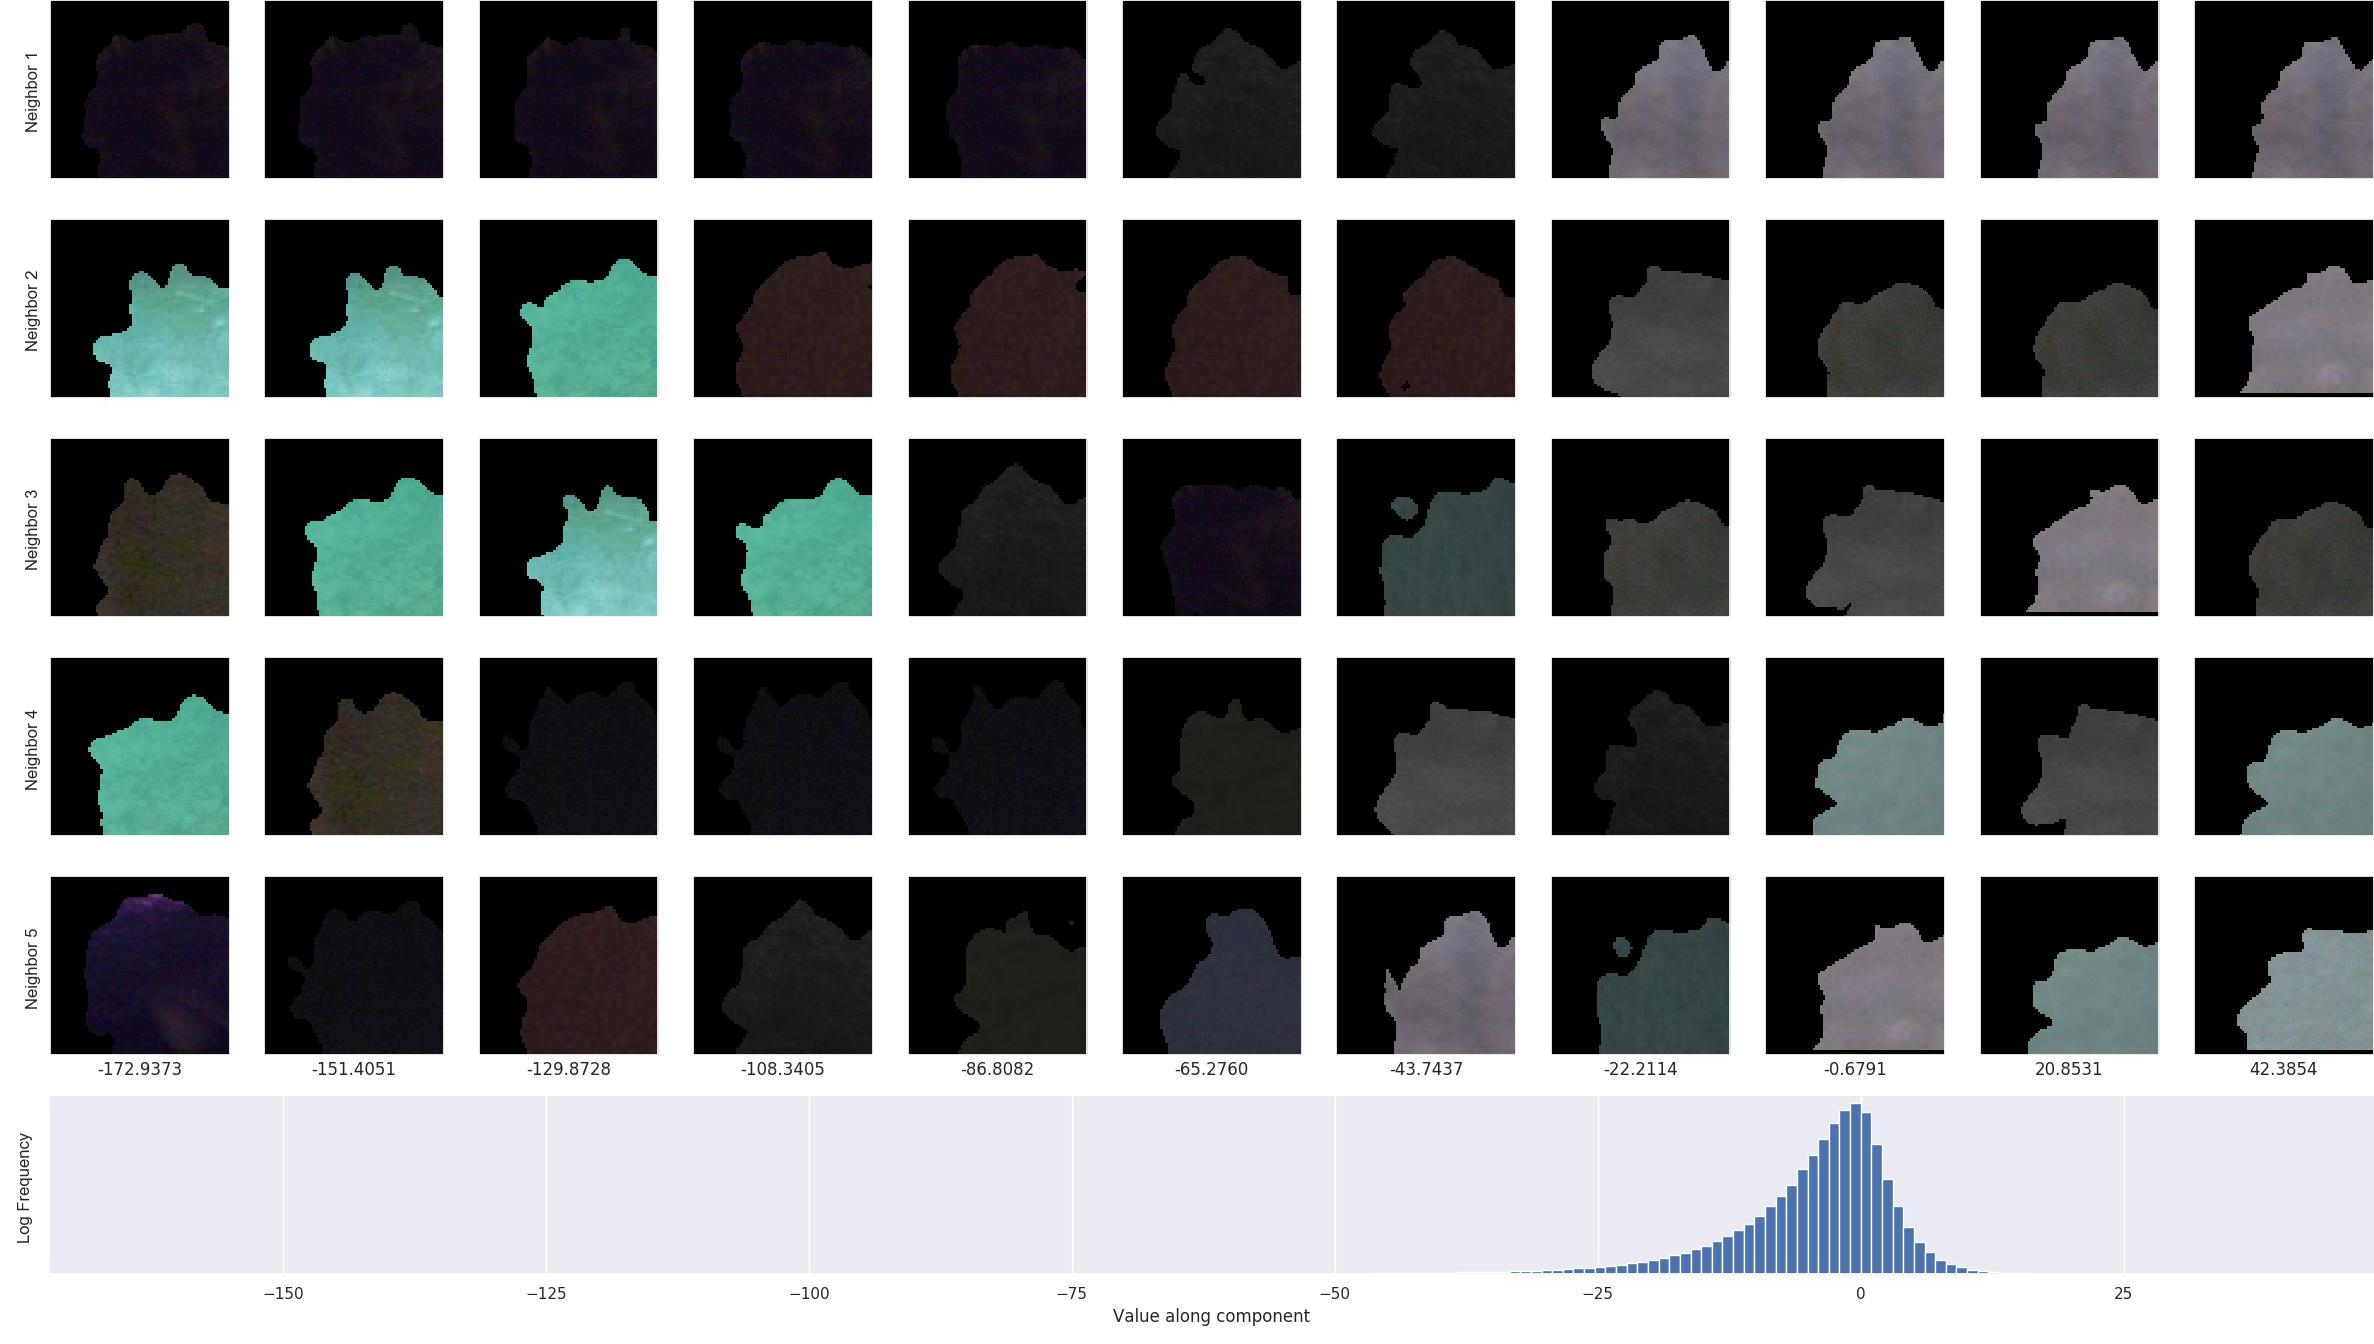 Neighbor 1
Neighbor 2
Neighbor 3
Neighbor 4
Neighbor 5
-172.9373 -151.4051 -129.8728 -108.3405 -86.8082 -65.2760 -43.7437 -22.2114 -0.6791 20.8531 42.3854
Log Frequency
−150 −125 −100 −75 −50 −25 0 25
Value along component